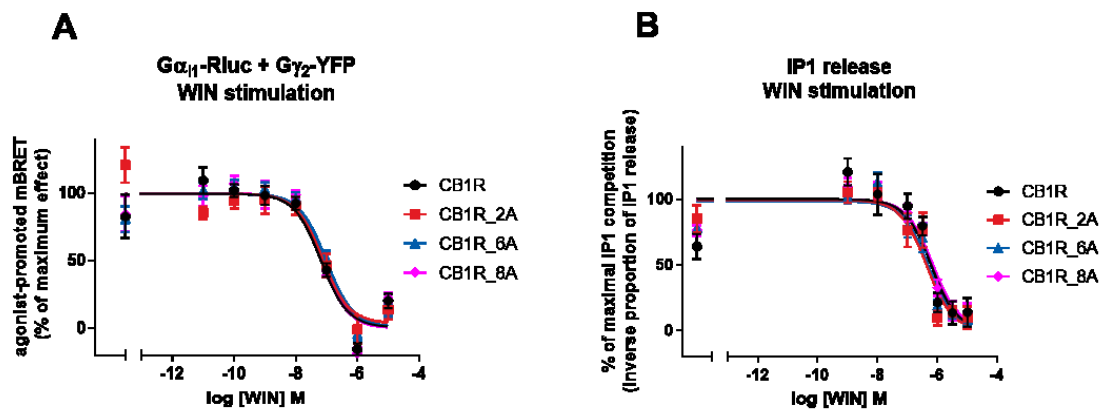 A
Gαi1-Rluc + Gγ2-YFP
WIN stimulation
agonist-promoted mBRET
(% of maximum effect)
100
50
0
-12
-10
-8
-6
-4
log [WIN] M
CB1R
CB1R_2A
CB1R_6A
CB1R_8A
B
IP1 release
WIN stimulation
% of maximal IP1 competition
(Inverse proportion of IP1 release)
100
50
0
-12
-10
-8
-6
-4
log [WIN] M
CB1R
CB1R_2A
CB1R_6A
CB1R_8A